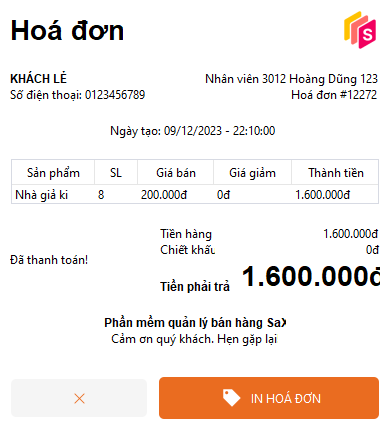 Hoá đơn
S
KHÁCH LẺ
Nhân viên 3012 Hoàng Dũng 123
Số điện thoại: 0123456789
Hoá đơn #12272
Ngày tạo: 09/12/2023 - 22:10:00
Sản phẩm SL Giá bán Giá giảm Thành tiền
Nhà giả ki 8 200.000đ 0đ 1.600.000đ
Tiền hàng 1.600.000đ
Chiết khấu 0đ
Đã thanh toán!
Tiền phải trả 1.600.000đ
Phần mềm quản lý bán hàng SaX
Cảm ơn quý khách. Hẹn gặp lại
IN HOÁ ĐƠN